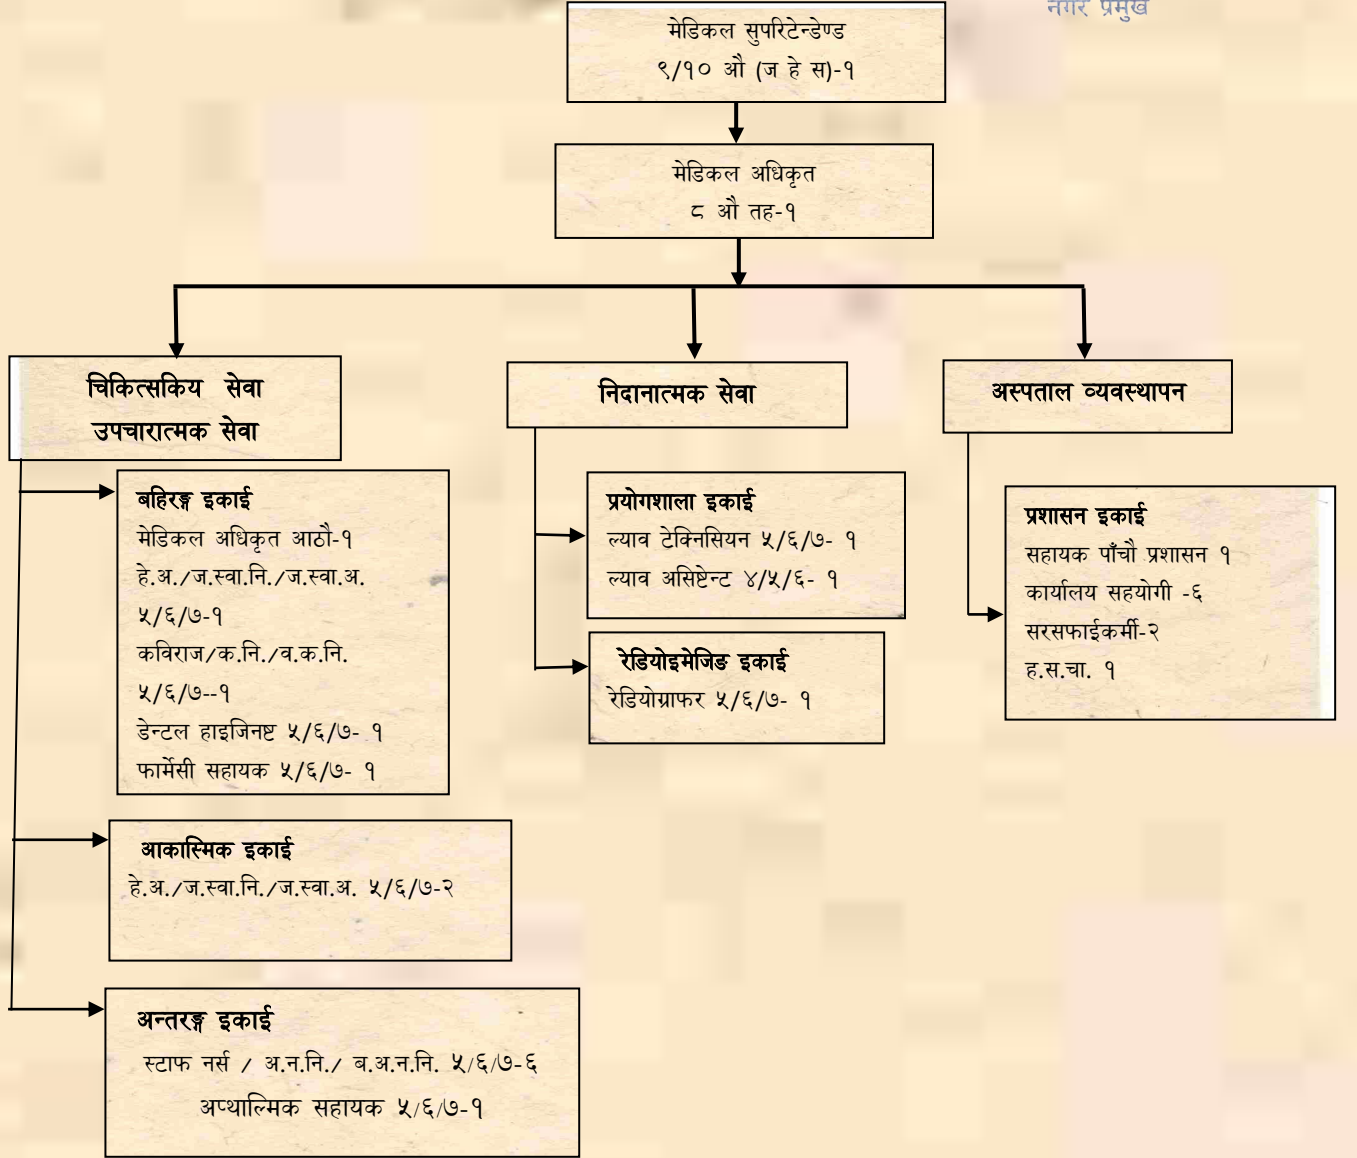 नगर प्रमुख
मेडिकल सुपरिटेन्डेण्ड
९/१० औ (ज हे स)-१
मेडिकल अधिकृत
८ औ तह-१
चिकित्सकिय सेवा
उपचारात्मक सेवा
निदानात्मक सेवा
अस्पताल व्यवस्थापन
बहिरङ्ग इकाई
मेडिकल अधिकृत आठौ-१
हे.अ./ज.स्वा.नि./ज.स्वा.अ.
५/६/७-१
कविराज/क.नि./व.क.नि.
५/६/७--१
डेन्टल हाइजिनष्ट ५/६/७- १
फार्मेसी सहायक ५/६/७- १
आकास्मिक इकाई
हे.अ./ज.स्वा.नि./ज.स्वा.अ. ५/६/७-२
अन्तरङ्ग इकाई
स्टाफ नर्स / अ.न.नि./ ब.अ.न.नि. ५/६/७-६
अप्थाल्मिक सहायक ५/६/७-१
प्रयोगशाला इकाई
ल्याव टेक्निसियन ५/६/७- १
ल्याव असिष्टेन्ट ४/५/६- १
रेडियोइमेजिङ इकाई
रेडियोग्राफर ५/६/७- १
प्रशासन इकाई
सहायक पाँचौ प्रशासन १
कार्यालय सहयोगी -६
सरसफाईकर्मी-२
ह.स.चा. १